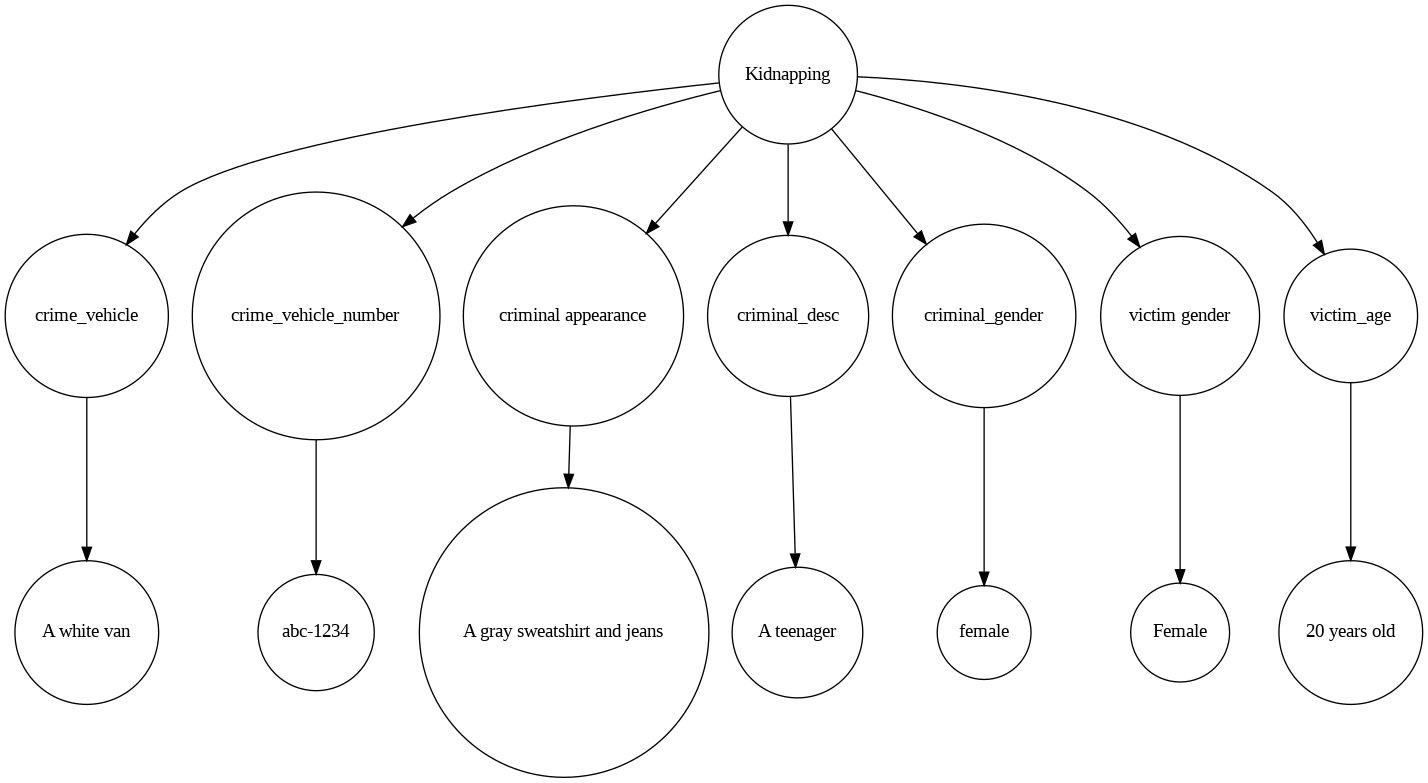 Kidnapping
crime_vehicle
crime_vehicle_number
criminal appearance
criminal_desc
criminal_gender
victim gender
victim_age
A white van
abc-1234
A gray sweatshirt and jeans
A teenager
female
Female
20 years old